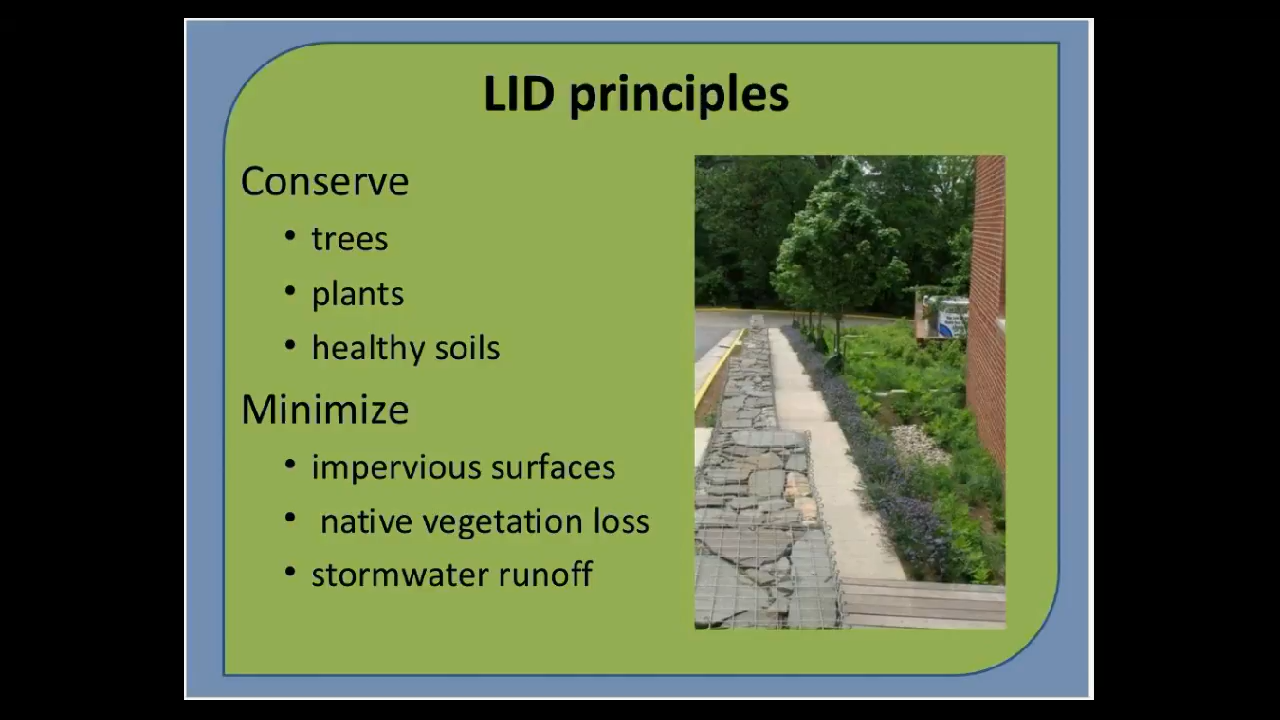 LID principles
Conserve
• trees
• plants
• healthy soils
Minimize
• impervious surfaces
• native vegetation loss
• stormwater runoff